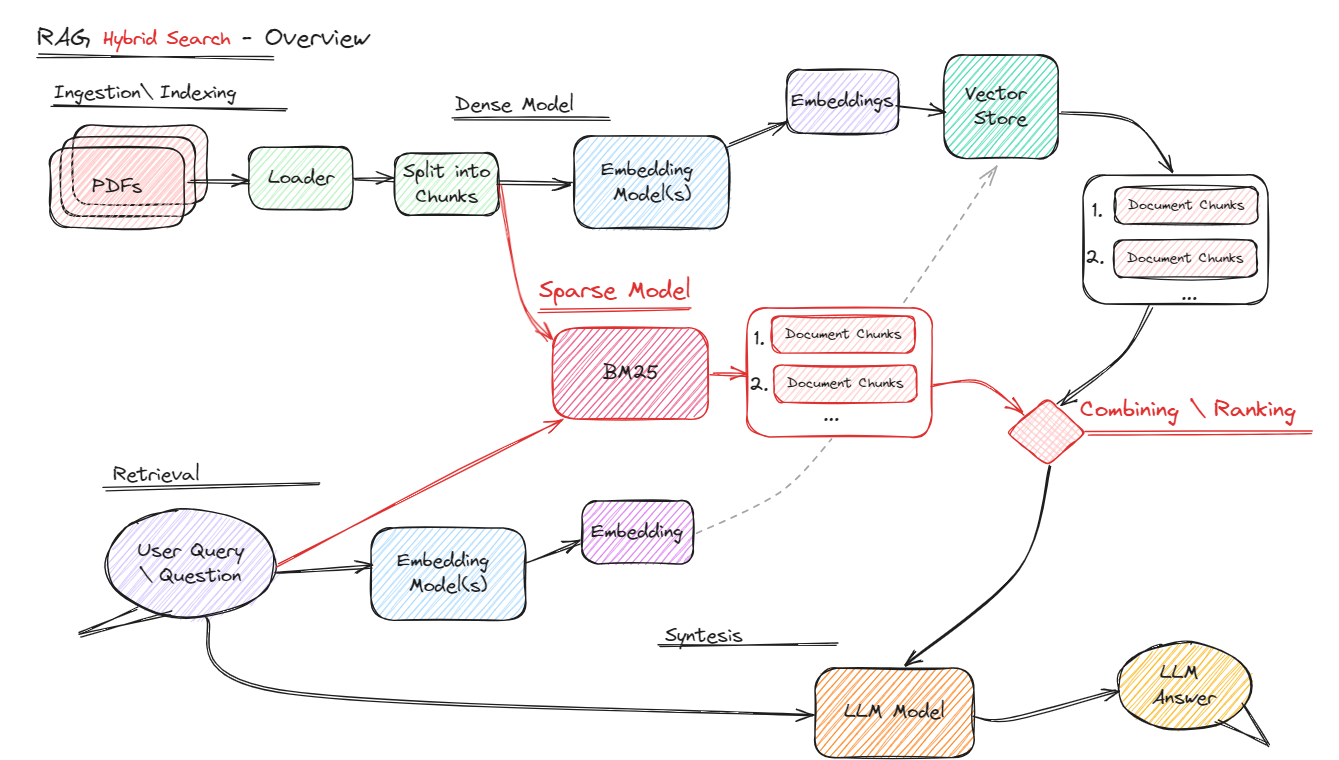 RAG Hybrid Search - Overview
Ingestion\ Indexing
Dense Model
PDFs
Loader
Split into
Chunks
Embedding
Model(s)
Embeddings
Vector
Store
1. Document Chunks
2. Document Chunks
...
Sparse Model
BM25
1. Document Chunks
2. Document Chunks
...
Combining \ Ranking
Retrieval
User Query
\ Question
Embedding
Model(s)
Embedding
Syntesis
LLM Model
LLM
Answer